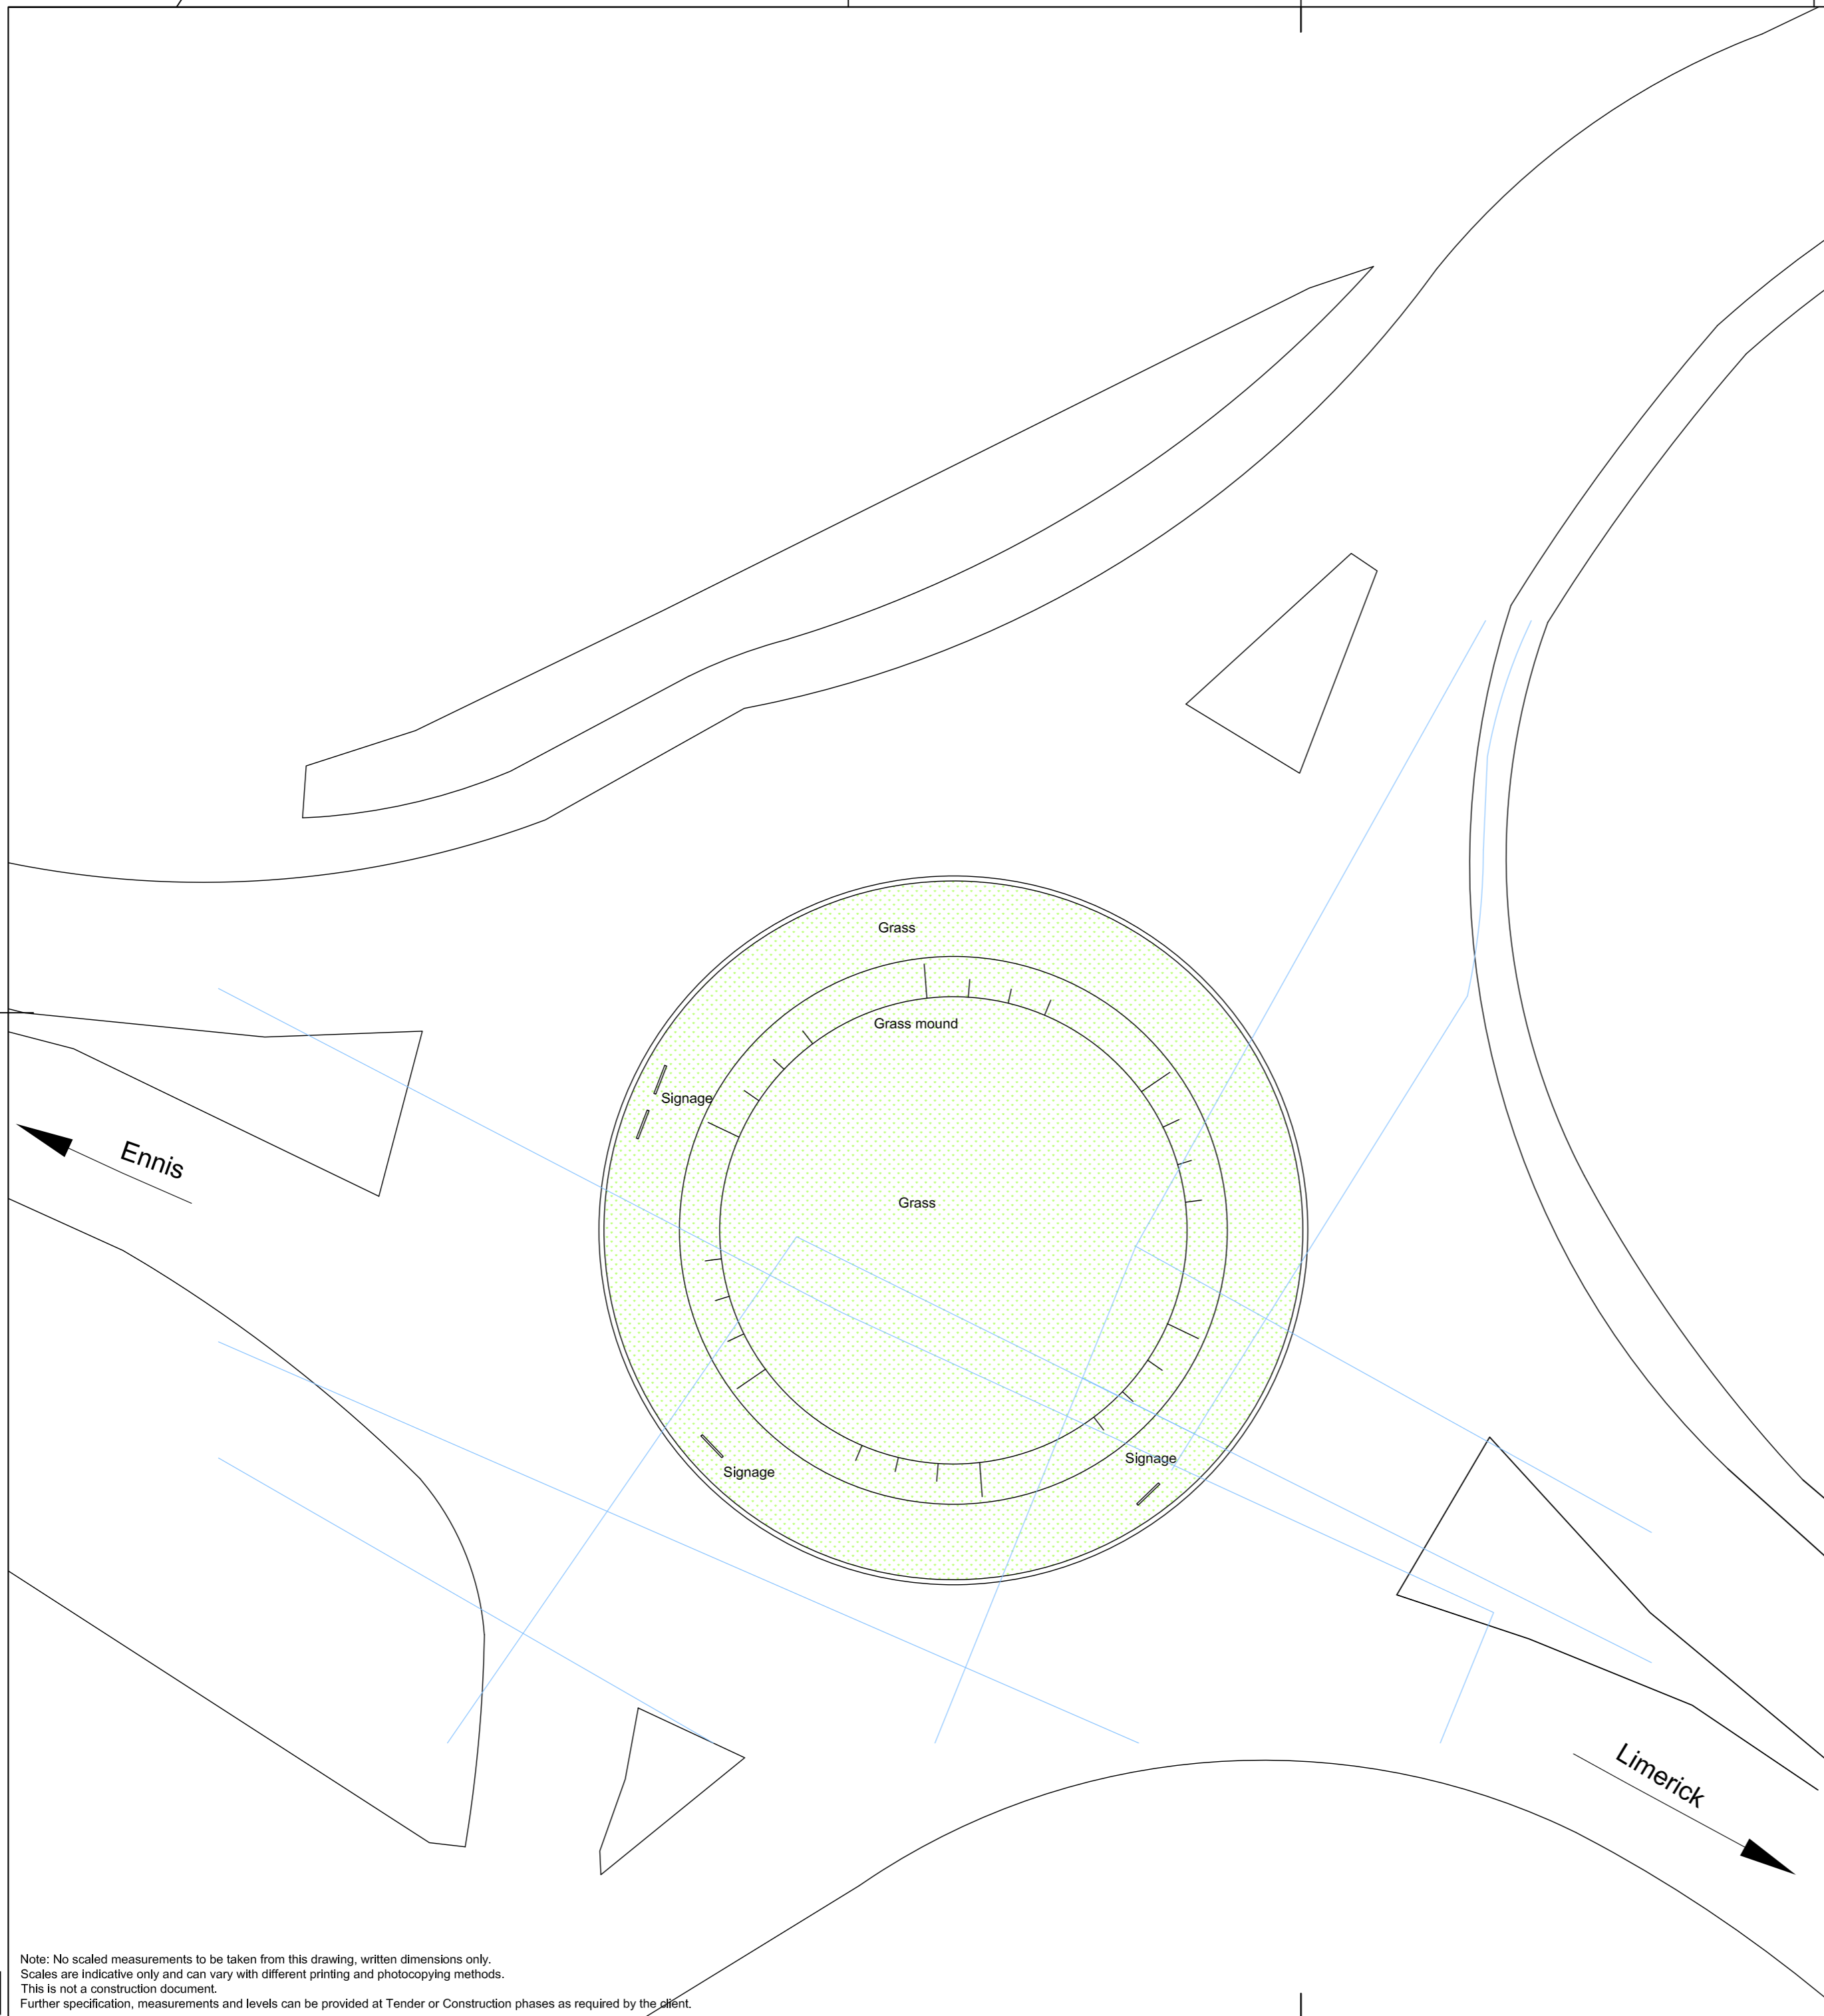 Grass
Grass mound
Signage
Ennis
Grass
Signage
Signage
Limerick
Note: No scaled measurements to be taken from this drawing, written dimensions only.
Scales are indicative only and can vary with different printing and photocopying methods.
This is not a construction document.
Further specification, measurements and levels can be provided at Tender or Construction phases as required by the client.